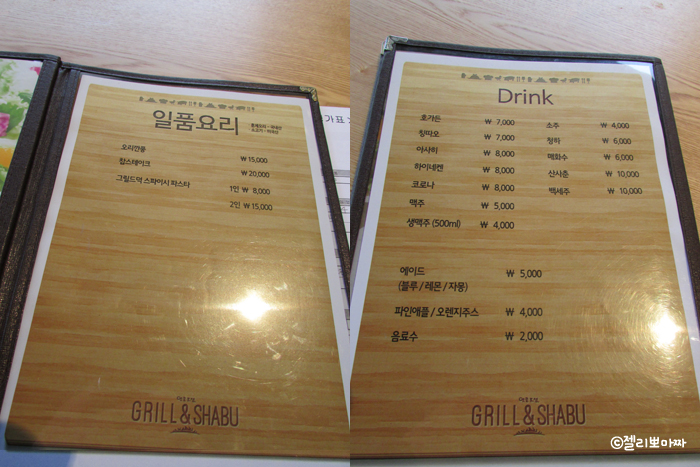 일품요리
오리깐풍 ₩15,000
찹스테이크 ₩20,000
그릴드덕 스파이시 파스타 1인 ₩ 8,000
2인 ₩15,000
GRILL & SHABU
가표
Drink
호가든 ₩ 7,000
칭따오 ₩ 7,000
아사히 ₩ 8,000
하이네켄 ₩ 8,000
코로나 ₩ 8,000
맥주 ₩ 5,000
생맥주 (500ml) ₩ 4,000
소주 ₩ 4,000
청하 ₩ 6,000
매화수 ₩ 6,000
산사춘 ₩ 10,000
백세주 ₩ 10,000
에이드 ₩ 5,000
(블루 / 레몬 / 자몽)
파인애플 / 오렌지주스 ₩ 4,000
음료수 ₩ 2,000
GRILL & SHABU
©젤리뽀마짜